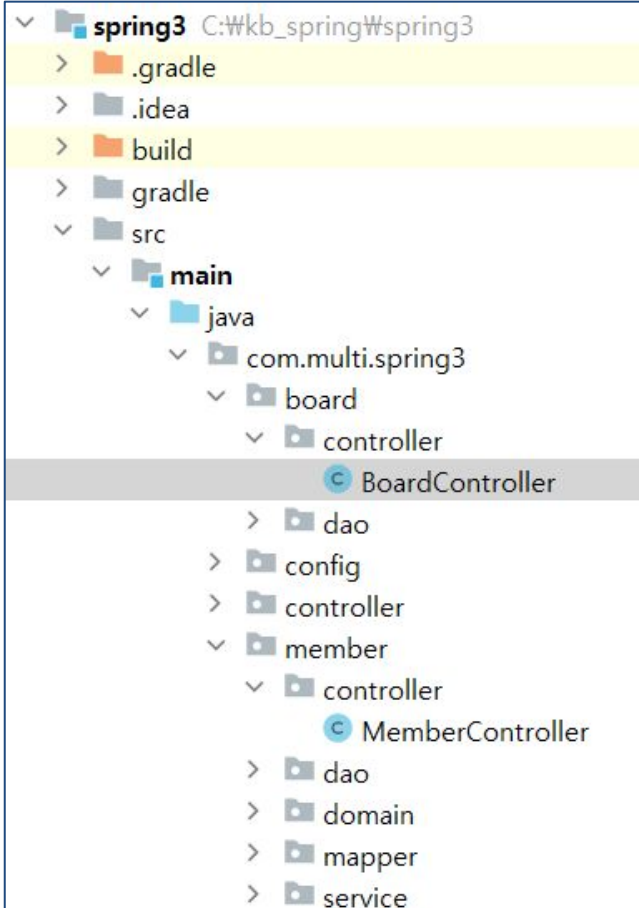 spring3 C:₩kb_spring₩spring3
.gradle
.idea
build
gradle
src
main
java
com.multi.spring3
board
controller
C BoardController
dao
config
controller
member
controller
C MemberController
dao
domain
mapper
service